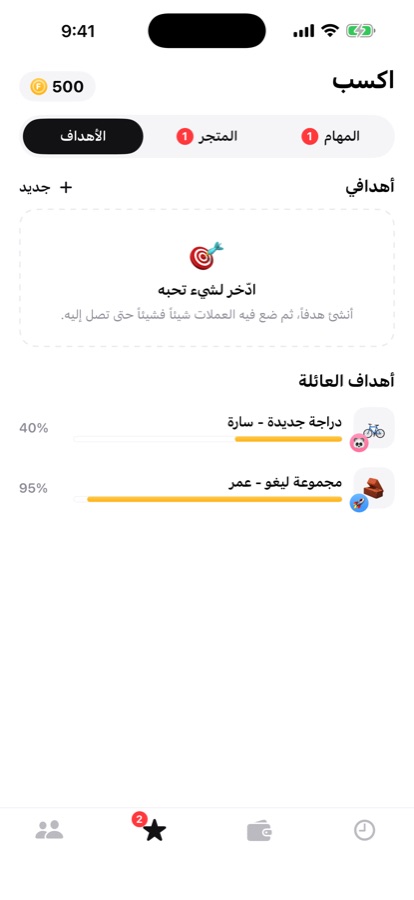 9:41
اكسب
500
المهام 1
المتجر 1
الأهداف
أهدافي
+ جديد
ادّخر لشيء تحبه
أنشئ هدفاً، ثم ضع فيه العملات شيئاً فشيئاً حتى تصل إليه.
أهداف العائلة
دراجة جديدة - سارة
40%
مجموعة ليغو - عمر
95%
2